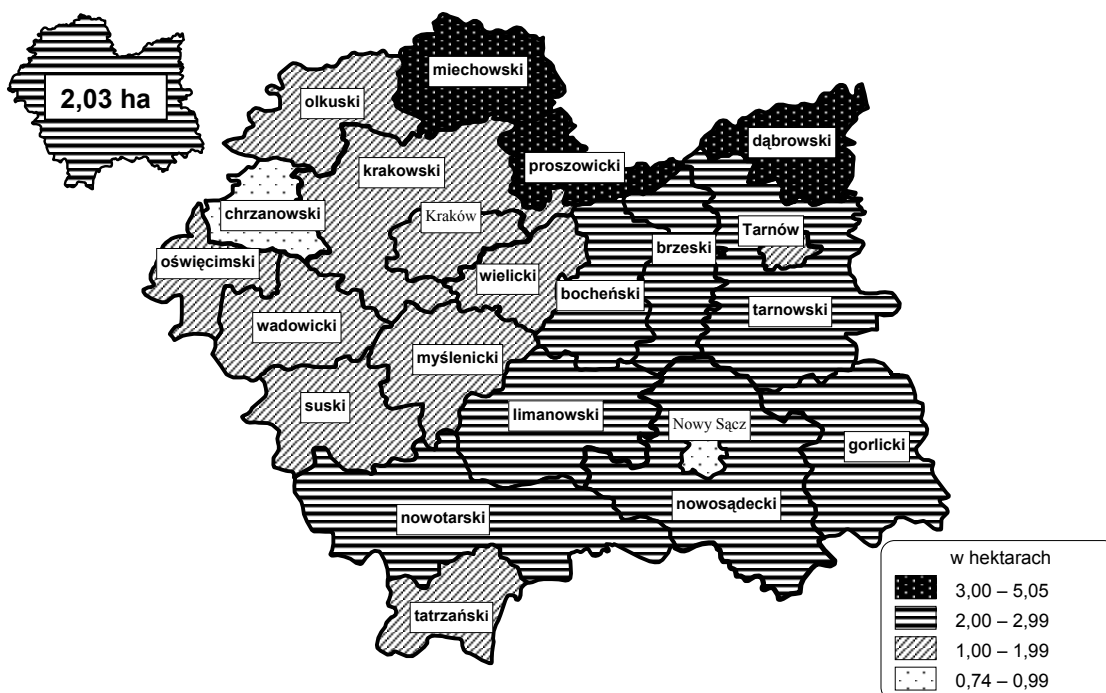 2,03 ha
miechowski
olkuski
dąbrowski
proszowicki
krakowski
chrzanowski
Kraków
Tarnów
brzeski
oświęcimski
wielicki
bocheński
tarnowski
wadowicki
myślenicki
suski
limanowski
Nowy Sącz
gorlicki
nowosądecki
nowotarski
tatrzański
w hektarach
3,00 – 5,05
2,00 – 2,99
1,00 – 1,99
0,74 – 0,99